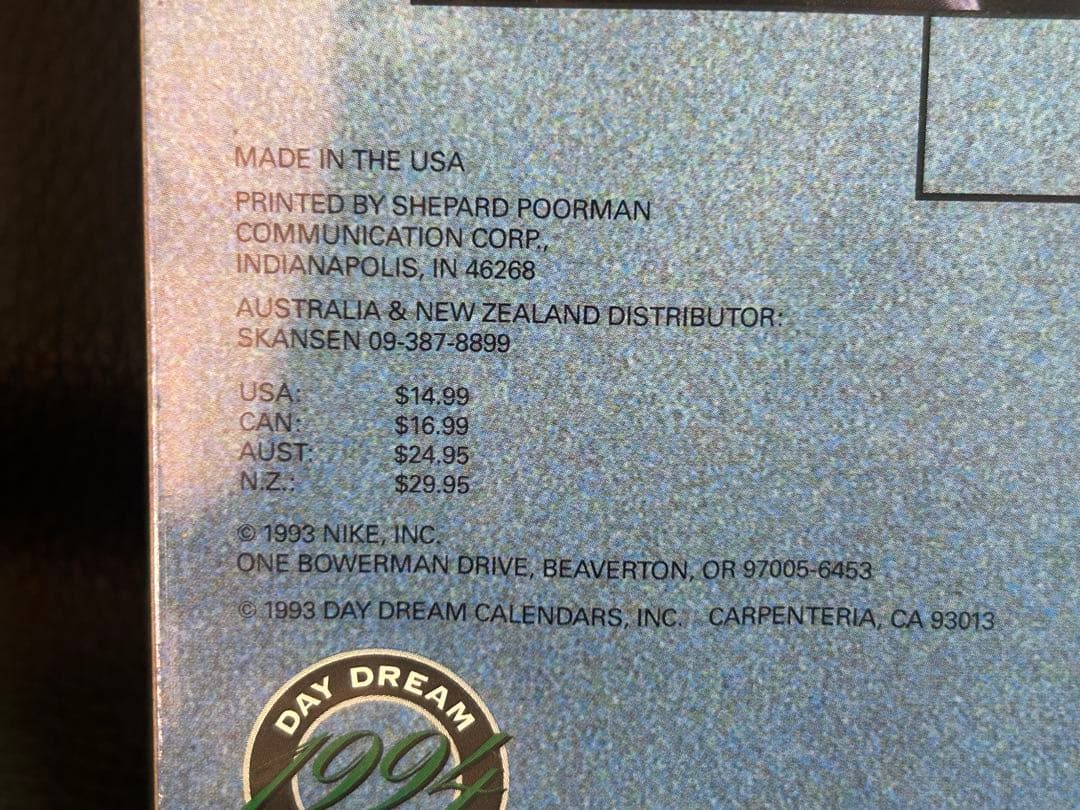 MADE IN THE USA
PRINTED BY SHEPARD POORMAN
COMMUNICATION CORP.,
INDIANAPOLIS, IN 46268
AUSTRALIA & NEW ZEALAND DISTRIBUTOR:
SKANSEN 09-387-8899
USA: $14.99
CAN: $16.99
AUST: $24.95
N.Z.: $29.95
© 1993 NIKE, INC.
ONE BOWERMAN DRIVE, BEAVERTON, OR 97005-6453
© 1993 DAY DREAM CALENDARS, INC. CARPENTERIA, CA 93013
DAY DREAM
1994